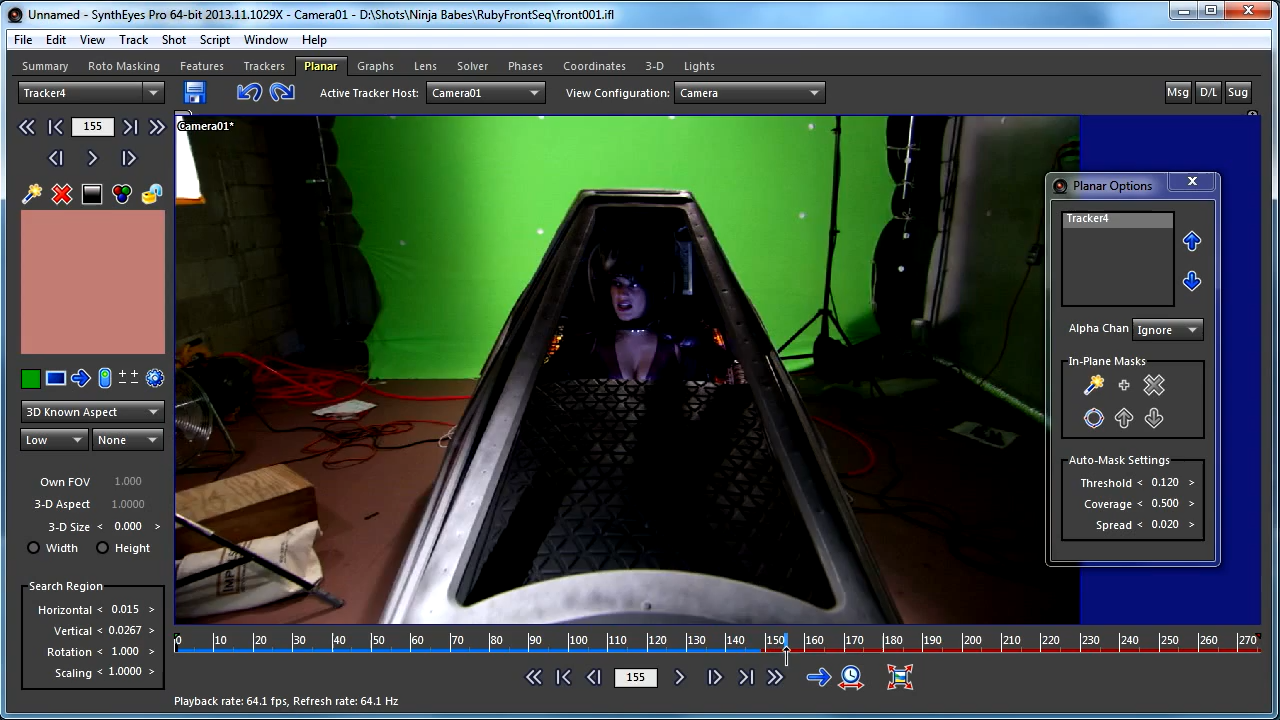 Unnamed - SynthEyes Pro 64-bit 2013.11.1029X - Camera01 - D:\Shots\Ninja Babes\RubyFrontSeq\front001.ifl
File Edit View Track Shot Script Window Help
Summary Roto Masking Features Trackers Planar Graphs Lens Solver Phases Coordinates 3-D Lights
Tracker4 Active Tracker Host: Camera01 View Configuration: Camera Msg D/L Sug
155
Camera01*
Planar Options
Tracker4
Alpha Chan Ignore
In-Plane Masks
Auto-Mask Settings
Threshold < 0.120 >
Coverage < 0.500 >
Spread < 0.020 >
3D Known Aspect
Low None
Own FOV 1.000
3-D Aspect 1.0000
3-D Size < 0.000 >
Width Height
Search Region
Horizontal < 0.015 >
Vertical < 0.0267 >
Rotation < 1.000 >
Scaling < 1.0000 >
0 10 20 30 40 50 60 70 80 90 100 110 120 130 140 150 160 170 180 190 200 210 220 230 240 250 260 270
155
Playback rate: 64.1 fps, Refresh rate: 64.1 Hz